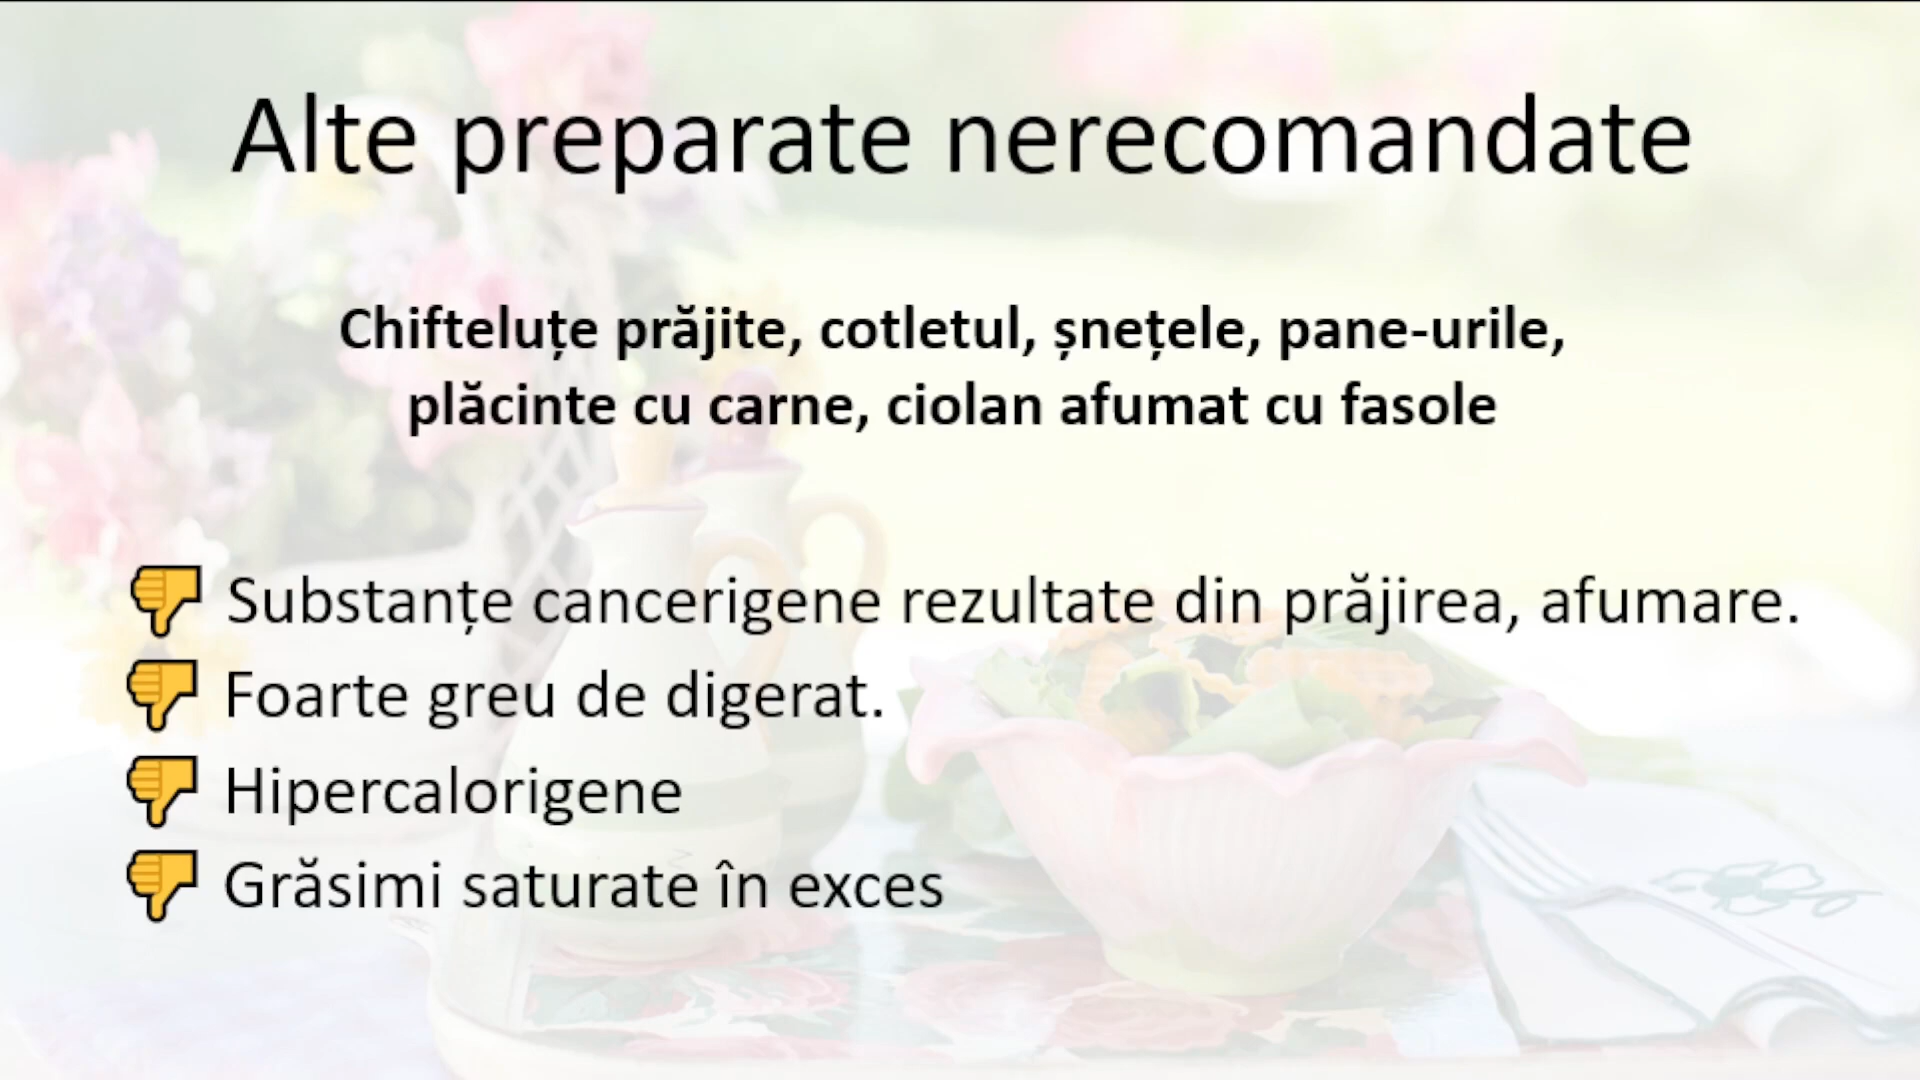 Alte preparate nerecomandate
Chifteluțe prăjite, cotletul, șnețele, pane-urile,
plăcinte cu carne, ciolan afumat cu fasole
👎 Substanțe cancerigene rezultate din prăjirea, afumare.
👎 Foarte greu de digerat.
👎 Hipercalorigene
👎 Grăsimi saturate în exces